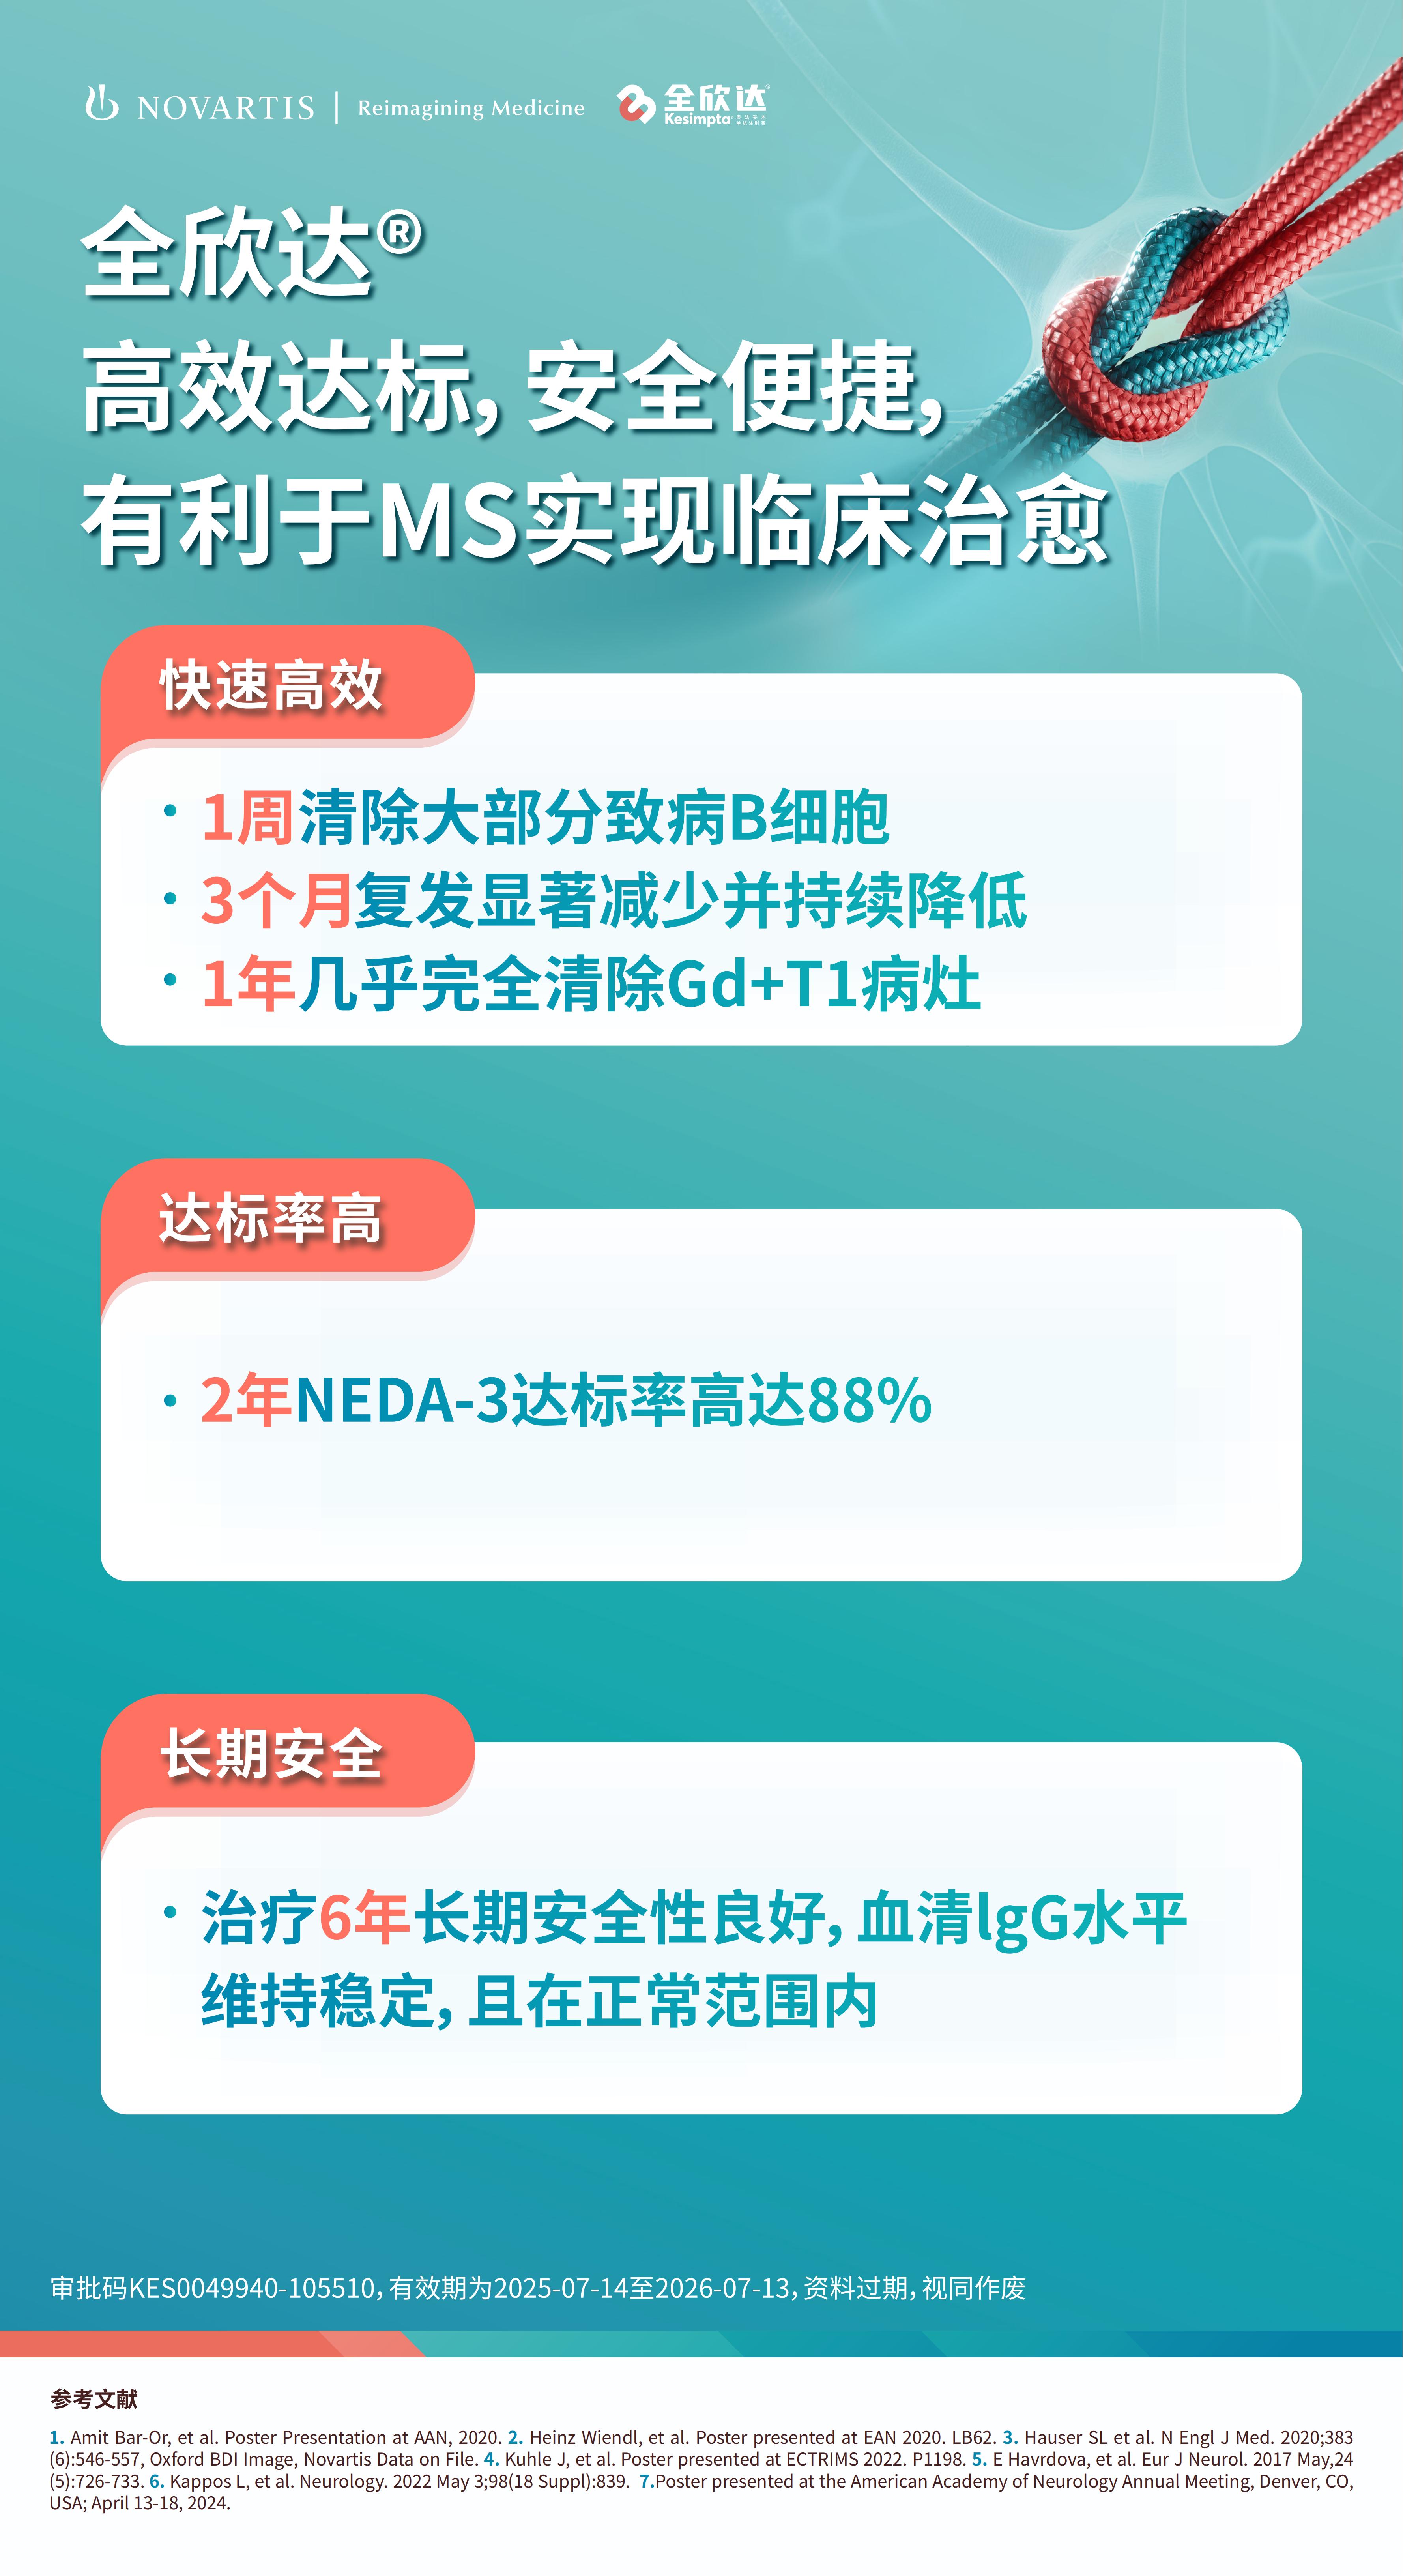 NOVARTIS | Reimagining Medicine
全欣达®
Kesimpta®
全欣达®
高效达标，安全便捷，
有利于MS实现临床治愈
快速高效
• 1周清除大部分致病B细胞
• 3个月复发显著减少并持续降低
• 1年几乎完全清除Gd+T1病灶
达标率高
• 2年NEDA-3达标率高达88%
长期安全
• 治疗6年长期安全性良好，血清lgG水平
维持稳定，且在正常范围内
审批码KES0049940-105510，有效期为2025-07-14至2026-07-13，资料过期，视同作废
参考文献
1. Amit Bar-Or, et al. Poster Presentation at AAN, 2020. 2. Heinz Wiendl, et al. Poster presented at EAN 2020. LB62. 3. Hauser SL et al. N Engl J Med. 2020;383
(6):546-557, Oxford BDI Image, Novartis Data on File. 4. Kuhle J, et al. Poster presented at ECTRIMS 2022. P1198. 5. E Havrdova, et al. Eur J Neurol. 2017 May,24
(5):726-733. 6. Kappos L, et al. Neurology. 2022 May 3;98(18 Suppl):839. 7.Poster presented at the American Academy of Neurology Annual Meeting, Denver, CO,
USA; April 13-18, 2024.